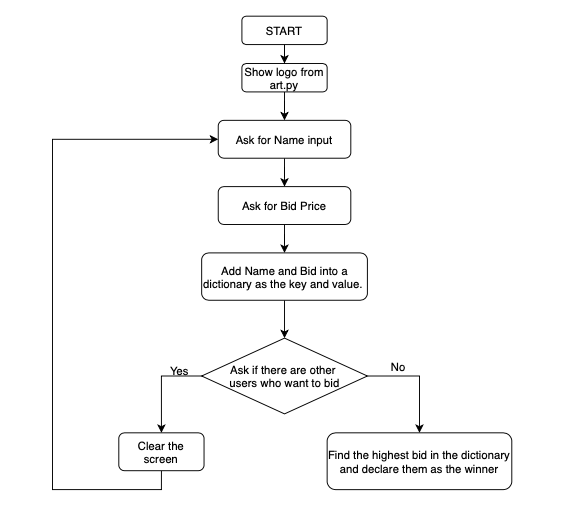 START
Show logo from
art.py
Ask for Name input
Ask for Bid Price
Add Name and Bid into a
dictionary as the key and value.
Ask if there are other
users who want to bid
Yes
No
Clear the
screen
Find the highest bid in the dictionary
and declare them as the winner